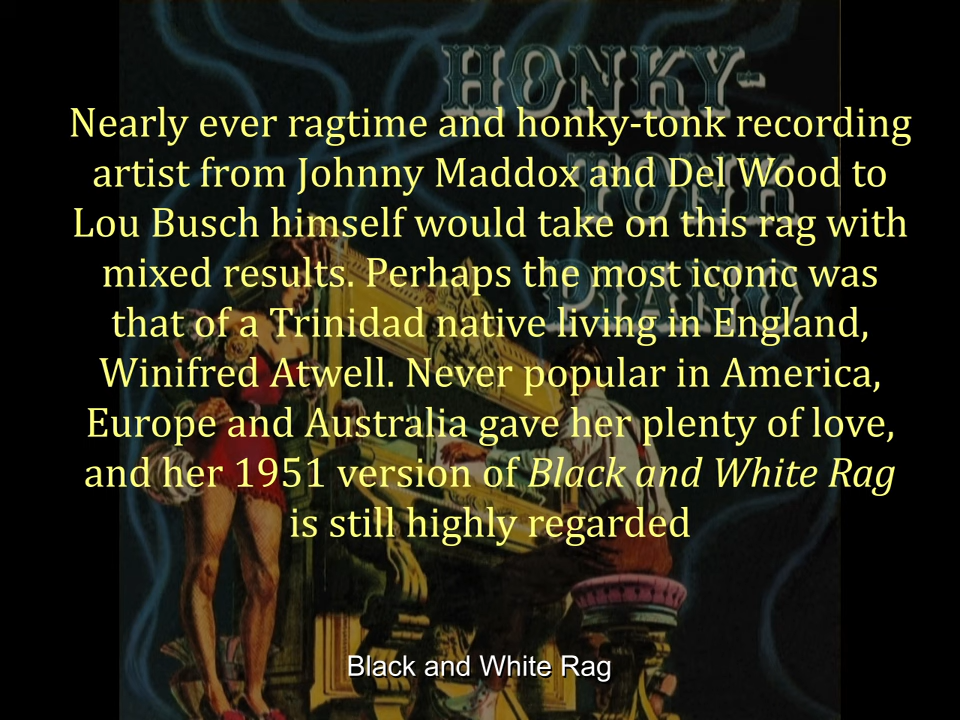 HONKY-
TONK
PIANO
Nearly ever ragtime and honky-tonk recording
artist from Johnny Maddox and Del Wood to
Lou Busch himself would take on this rag with
mixed results. Perhaps the most iconic was
that of a Trinidad native living in England,
Winifred Atwell. Never popular in America,
Europe and Australia gave her plenty of love,
and her 1951 version of Black and White Rag
is still highly regarded
Black and White Rag